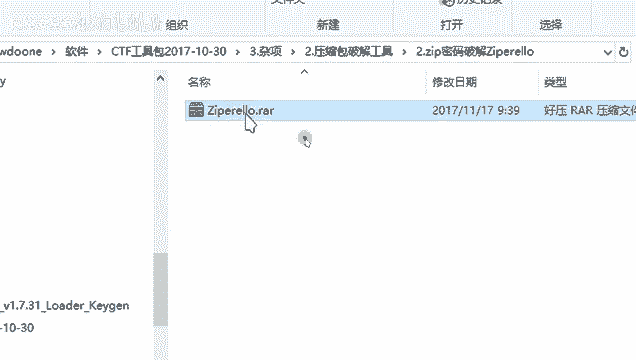 组织
新建
打开
选择
wdoone > 软件 > CTF工具包2017-10-30 > 3.杂项 > 2.压缩包破解工具 > 2.zip密码破解Ziperello
名称
修改日期
类型
Ziperello.rar
2017/11/17 9:39
好压 RAR 压缩文件
_v1.7.31_Loader_Keygen
-10-30